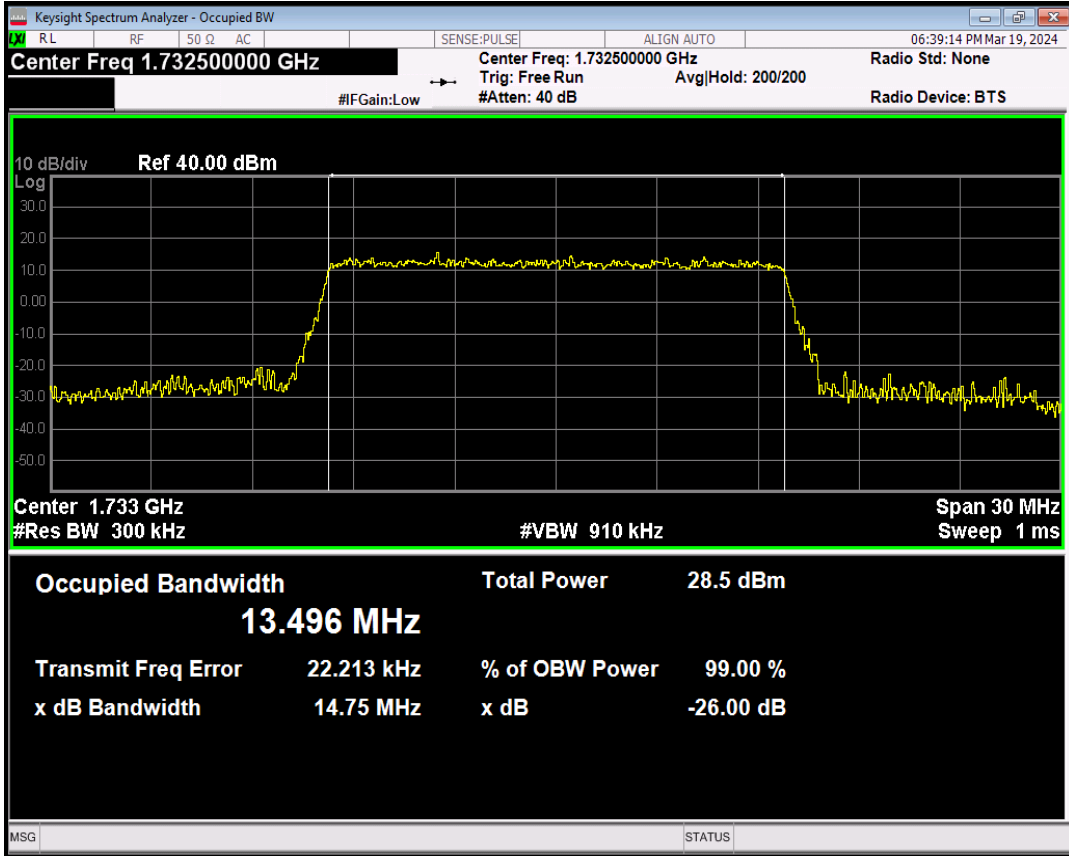 Keysight Spectrum Analyzer - Occupied BW
LXI RL RF 50 Ω AC SENSE:PULSE ALIGN AUTO 06:39:14 PM Mar 19, 2024
Center Freq 1.732500000 GHz Center Freq: 1.732500000 GHz Radio Std: None
Trig: Free Run Avg|Hold: 200/200
#IFGain:Low #Atten: 40 dB Radio Device: BTS
10 dB/div Ref 40.00 dBm
Log
30.0
20.0
10.0
0.00
-10.0
-20.0
-30.0
-40.0
-50.0
Center 1.733 GHz Span 30 MHz
#Res BW 300 kHz #VBW 910 kHz Sweep 1 ms
Occupied Bandwidth Total Power 28.5 dBm
13.496 MHz
Transmit Freq Error 22.213 kHz % of OBW Power 99.00 %
x dB Bandwidth 14.75 MHz x dB -26.00 dB
MSG STATUS